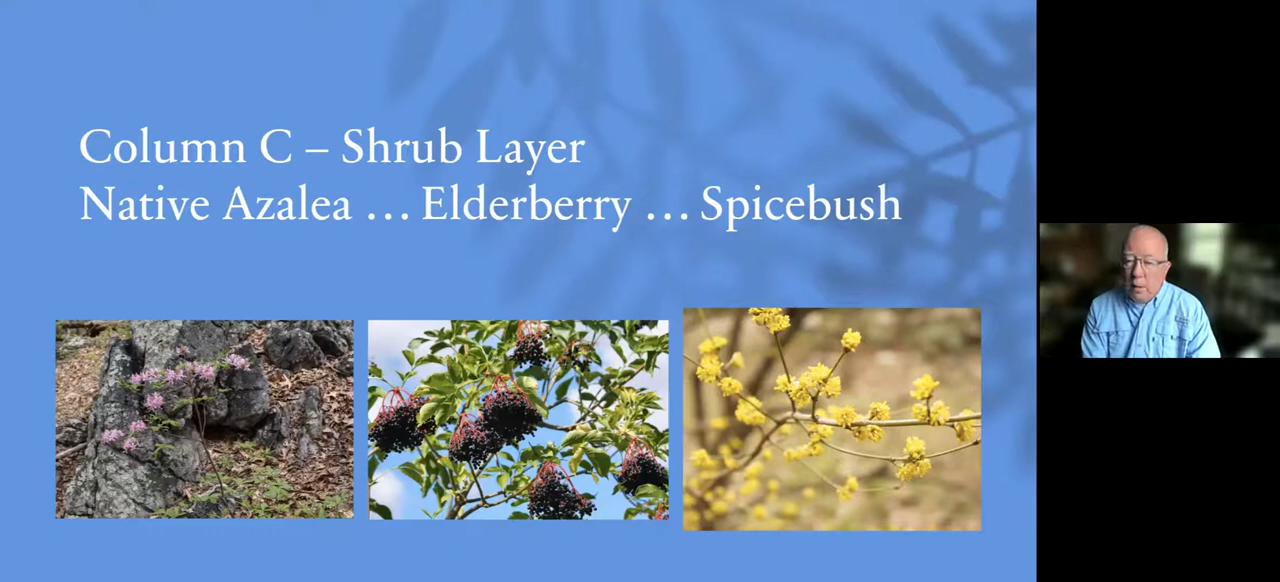 Column C – Shrub Layer
Native Azalea … Elderberry … Spicebush